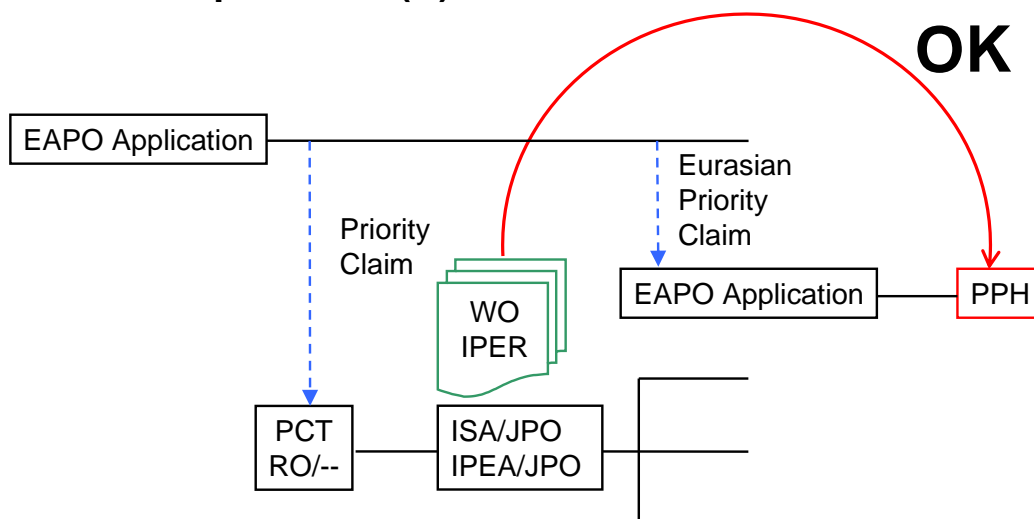 OK
EAPO Application
Eurasian
Priority
Claim
Priority
Claim
WO
IPER
EAPO Application
PPH
PCT
RO/--
ISA/JPO
IPEA/JPO